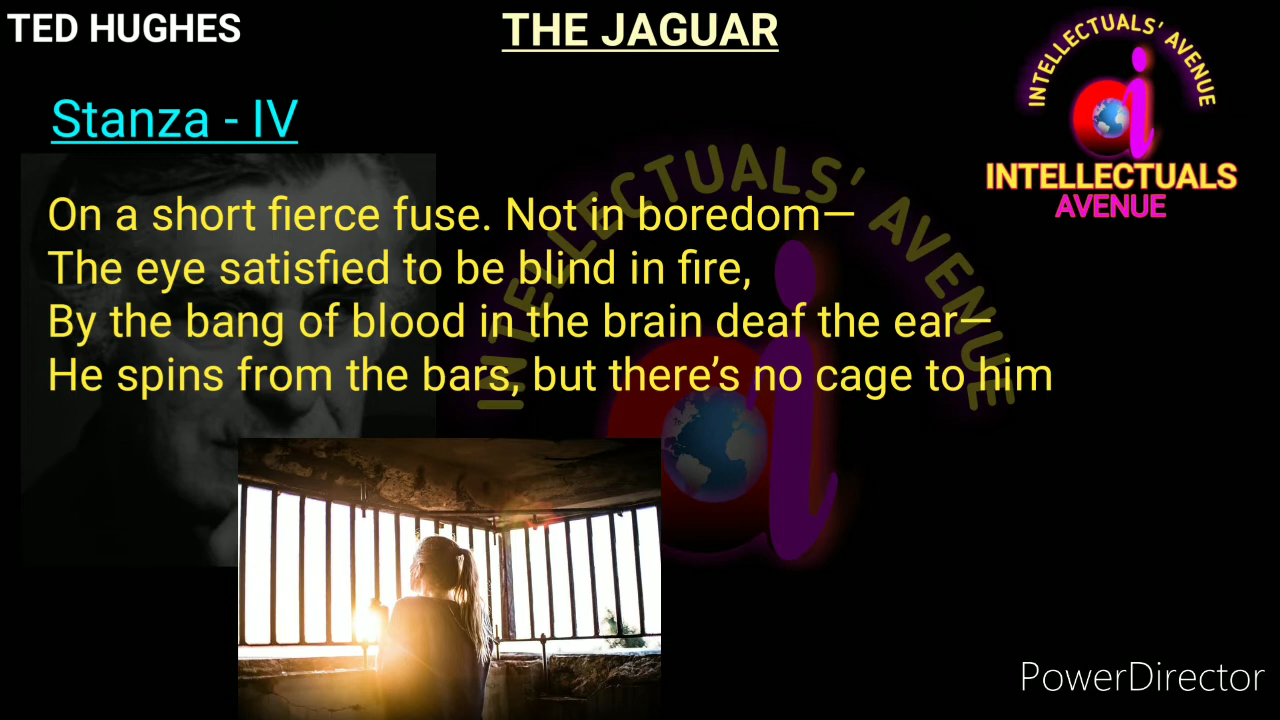 TED HUGHES
THE JAGUAR
INTELLECTUALS' AVENUE
INTELLECTUALS
AVENUE
Stanza - IV
On a short fierce fuse. Not in boredom—
The eye satisfied to be blind in fire,
By the bang of blood in the brain deaf the ear—
He spins from the bars, but there's no cage to him
INTELLECTUALS' AVENUE
PowerDirector